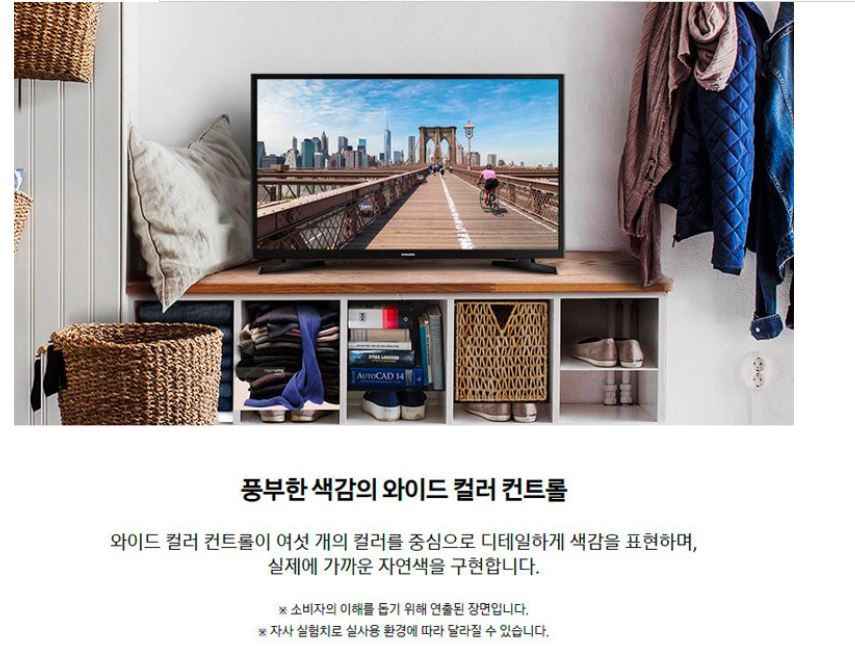 SAMSUNG
AutoCAD 14
풍부한 색감의 와이드 컬러 컨트롤
와이드 컬러 컨트롤이 여섯 개의 컬러를 중심으로 디테일하게 색감을 표현하며,
실제에 가까운 자연색을 구현합니다.
※ 소비자의 이해를 돕기 위해 연출된 장면입니다.
※ 자사 실험치로 실사용 환경에 따라 달라질 수 있습니다.